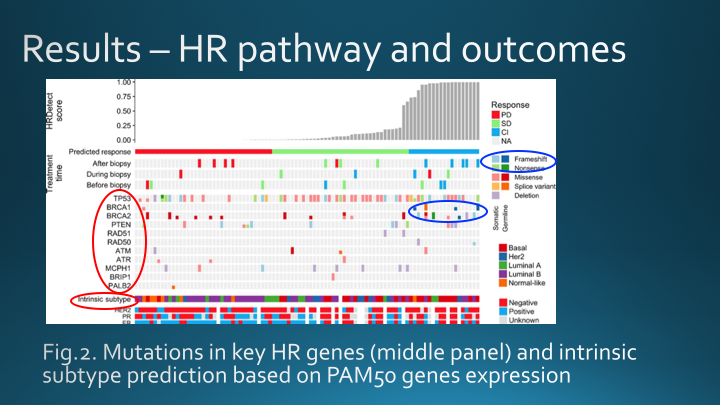 Results – HR pathway and outcomes
HRDetect
score
1.00
0.75
0.50
0.25
0.00
Predicted response
Treatment
time
After biopsy
During biopsy
Before biopsy
TP53
BRCA1
BRCA2
PTEN
RAD51
RAD50
ATM
ATR
MCPH1
BRIP1
PALB2
Intrinsic subtype
HER2
PR
ER
Response
PD
SD
CI
NA
Frameshift
Nonsense
Missense
Splice variant
Deletion
Somatic
Germline
Basal
Her2
Luminal A
Luminal B
Normal-like
Negative
Positive
Unknown
Fig.2. Mutations in key HR genes (middle panel) and intrinsic
subtype prediction based on PAM50 genes expression